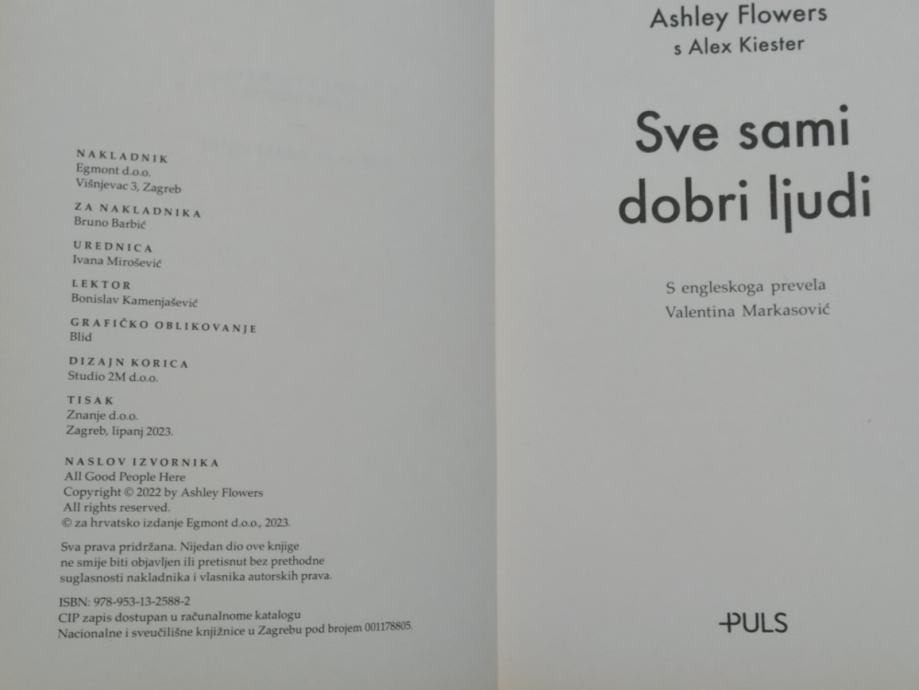 NAKLADNIK
Egmont d.o.o.
Višnjevac 3, Zagreb
ZA NAKLADNIKA
Bruno Barbić
UREDNICA
Ivana Mirošević
LEKTOR
Bonislav Kamenjašević
GRAFIČKO OBLIKOVANJE
Blid
DIZAJN KORICA
Studio 2M d.o.o.
TISAK
Znanje d.o.o.
Zagreb, lipanj 2023.
NASLOV IZVORNIKA
All Good People Here
Copyright © 2022 by Ashley Flowers
All rights reserved.
© za hrvatsko izdanje Egmont d.o.o., 2023.
Sva prava pridržana. Nijedan dio ove knjige
ne smije biti objavljen ili pretisnut bez prethodne
suglasnosti nakladnika i vlasnika autorskih prava.
ISBN: 978-953-13-2588-2
CIP zapis dostupan u računalnome katalogu
Nacionalne i sveučilišne knjižnice u Zagrebu pod brojem 001178805.
Ashley Flowers
s Alex Kiester
Sve sami
dobri ljudi
S engleskoga prevela
Valentina Markasović
PULS